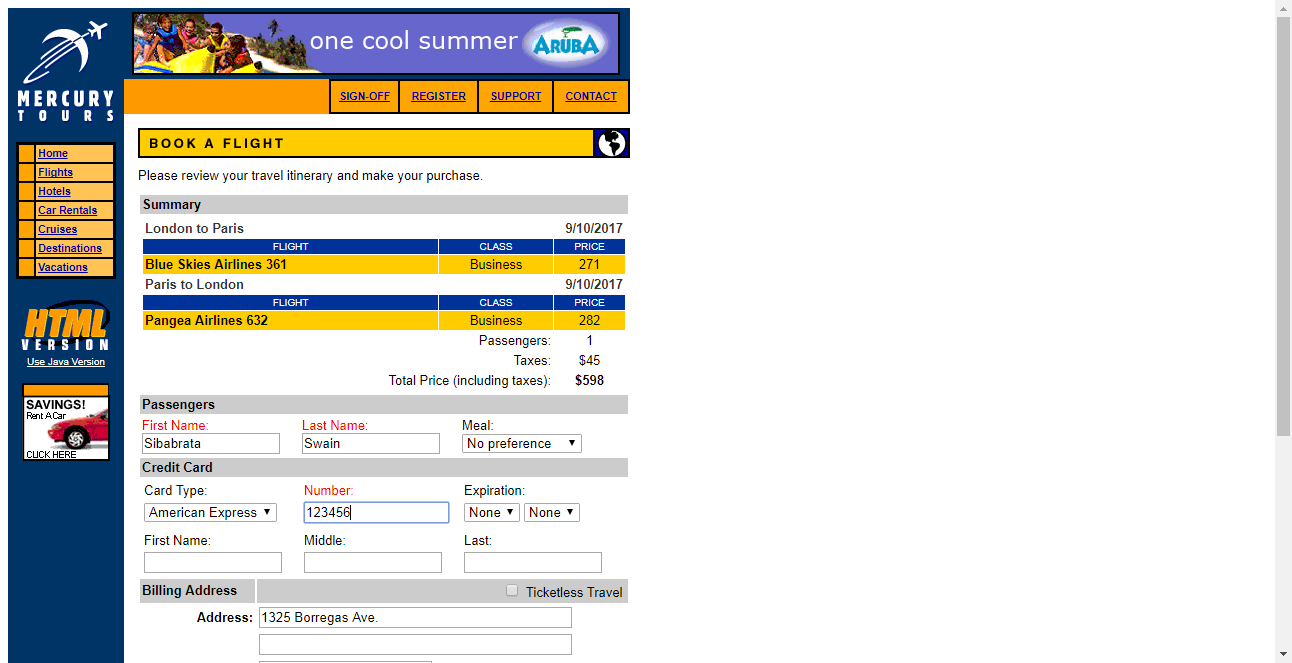 one cool summer ARUBA
MERCURY
TOURS
SIGN-OFF REGISTER SUPPORT CONTACT
Home
Flights
Hotels
Car Rentals
Cruises
Destinations
Vacations
HTML
VERSION
Use Java Version
SAVINGS!
Rent A Car
CLICK HERE
BOOK A FLIGHT
Please review your travel itinerary and make your purchase.
Summary
London to Paris 9/10/2017
FLIGHT CLASS PRICE
Blue Skies Airlines 361 Business 271
Paris to London 9/10/2017
FLIGHT CLASS PRICE
Pangea Airlines 632 Business 282
Passengers: 1
Taxes: $45
Total Price (including taxes): $598
Passengers
First Name: Last Name: Meal:
Sibabrata Swain No preference
Credit Card
Card Type: Number: Expiration:
American Express 123456 None None
First Name: Middle: Last:
Billing Address Ticketless Travel
Address: 1325 Borregas Ave.